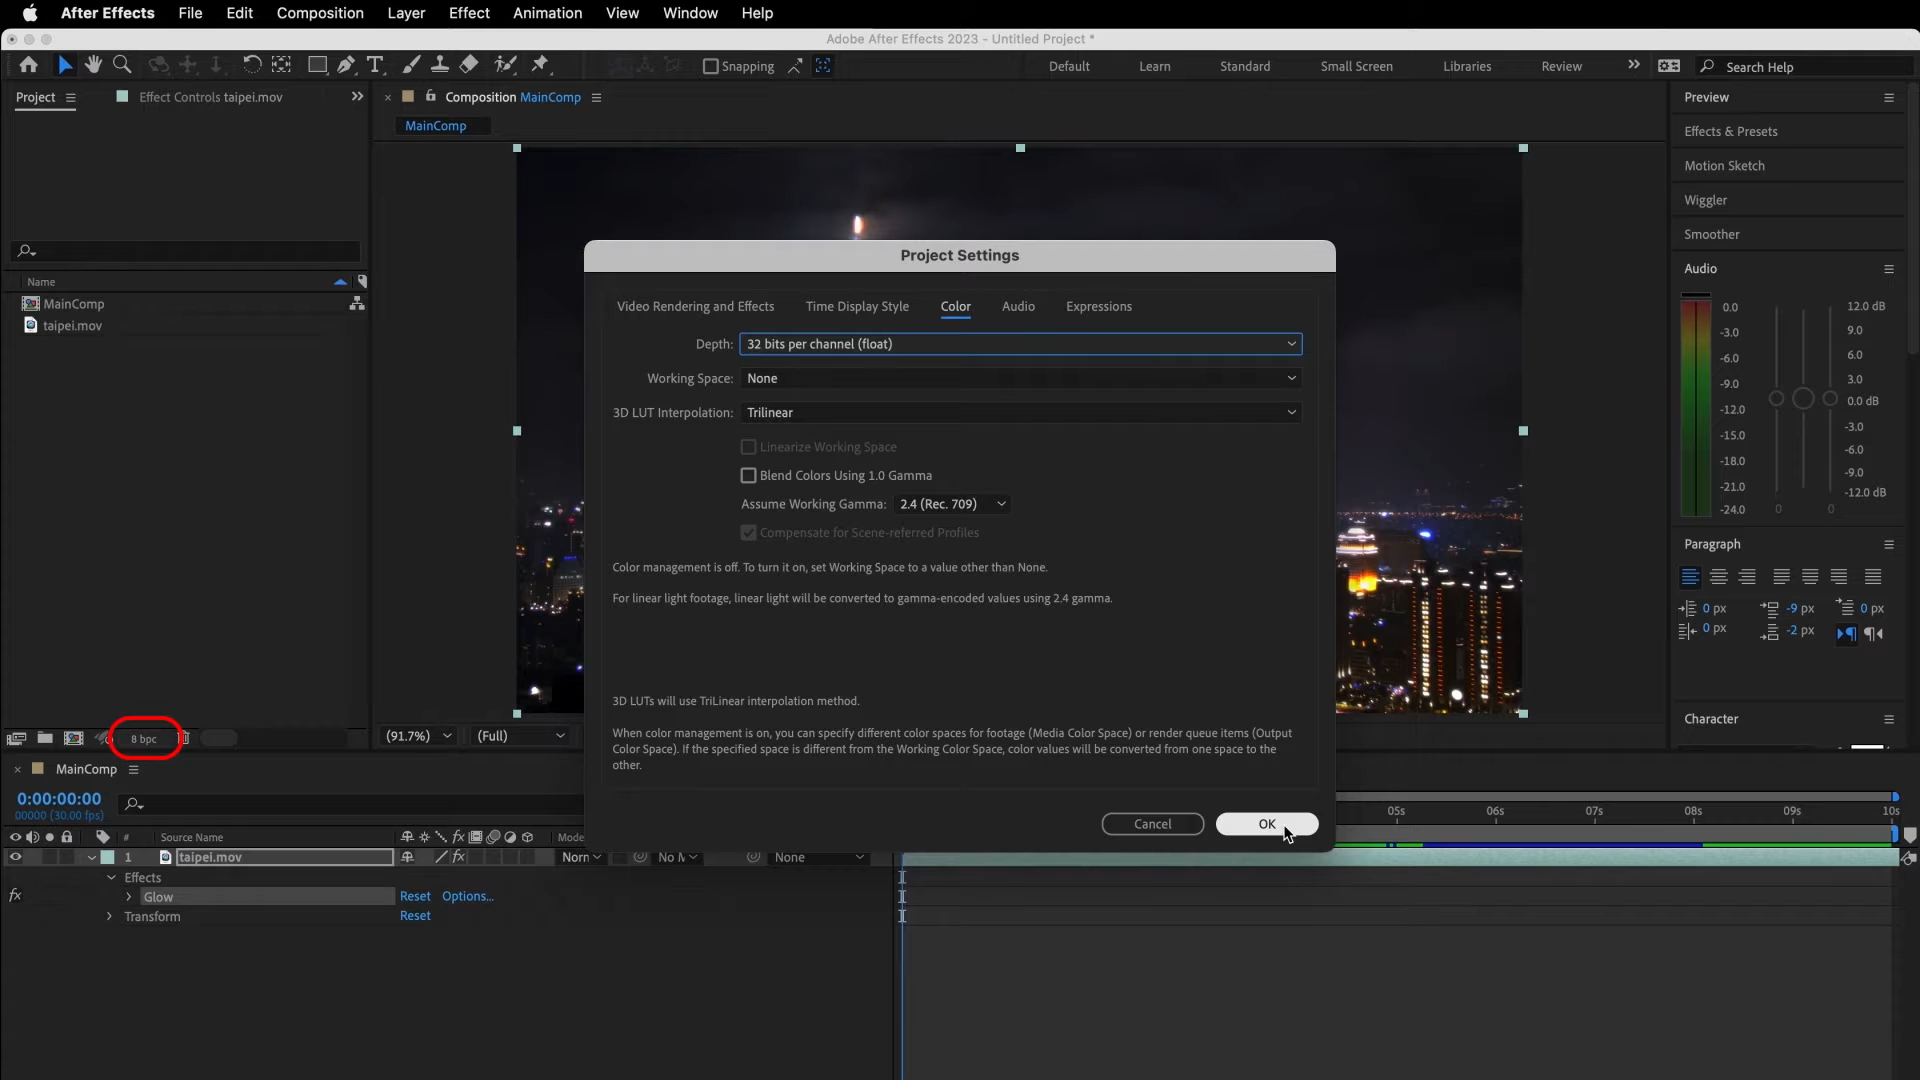 After Effects File Edit Composition Layer Effect Animation View Window Help
Adobe After Effects 2023 - Untitled Project *
Snapping
Default Learn Standard Small Screen Libraries Review
Search Help
Project
Effect Controls taipei.mov
Composition MainComp
MainComp
Name
MainComp
taipei.mov
8 bpc
(91.7%) (Full)
Project Settings
Video Rendering and Effects Time Display Style Color Audio Expressions
Depth: 32 bits per channel (float)
Working Space: None
3D LUT Interpolation: Trilinear
Linearize Working Space
Blend Colors Using 1.0 Gamma
Assume Working Gamma: 2.4 (Rec. 709)
Compensate for Scene-referred Profiles
Color management is off. To turn it on, set Working Space to a value other than None.
For linear light footage, linear light will be converted to gamma-encoded values using 2.4 gamma.
3D LUTs will use TriLinear interpolation method.
When color management is on, you can specify different color spaces for footage (Media Color Space) or render queue items (Output
Color Space). If the specified space is different from the Working Color Space, color values will be converted from one space to the
other.
Cancel OK
Preview
Effects & Presets
Motion Sketch
Wiggler
Smoother
Audio
0.0 12.0 dB
-3.0 9.0
-6.0 6.0
-9.0 3.0
-12.0 0.0 dB
-15.0 -3.0
-18.0 -6.0
-21.0 -9.0
-24.0 -12.0 dB
0 0
Paragraph
0 px -9 px 0 px
0 px -2 px
Character
MainComp
0:00:00:00
00000 (30.00 fps)
# Source Name Mode
05s 06s 07s 08s 09s 10s
1 taipei.mov Norn No M None
Effects
fx Glow Reset Options...
Transform Reset